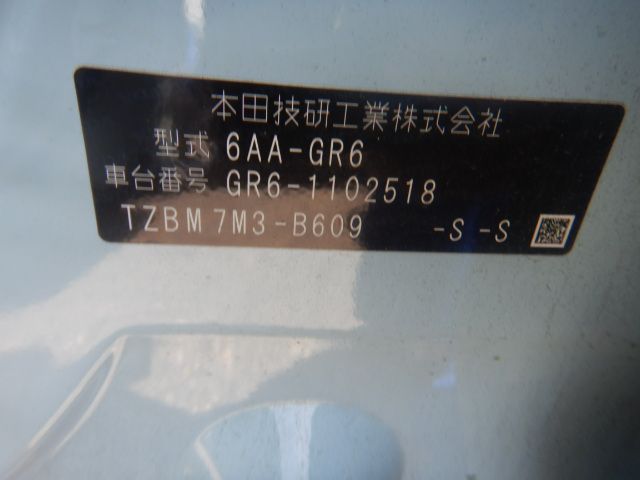 本田技研工業株式会社
型式 6AA-GR6
車台番号 GR6-1102518
TZBM7M3-B609 -S -S